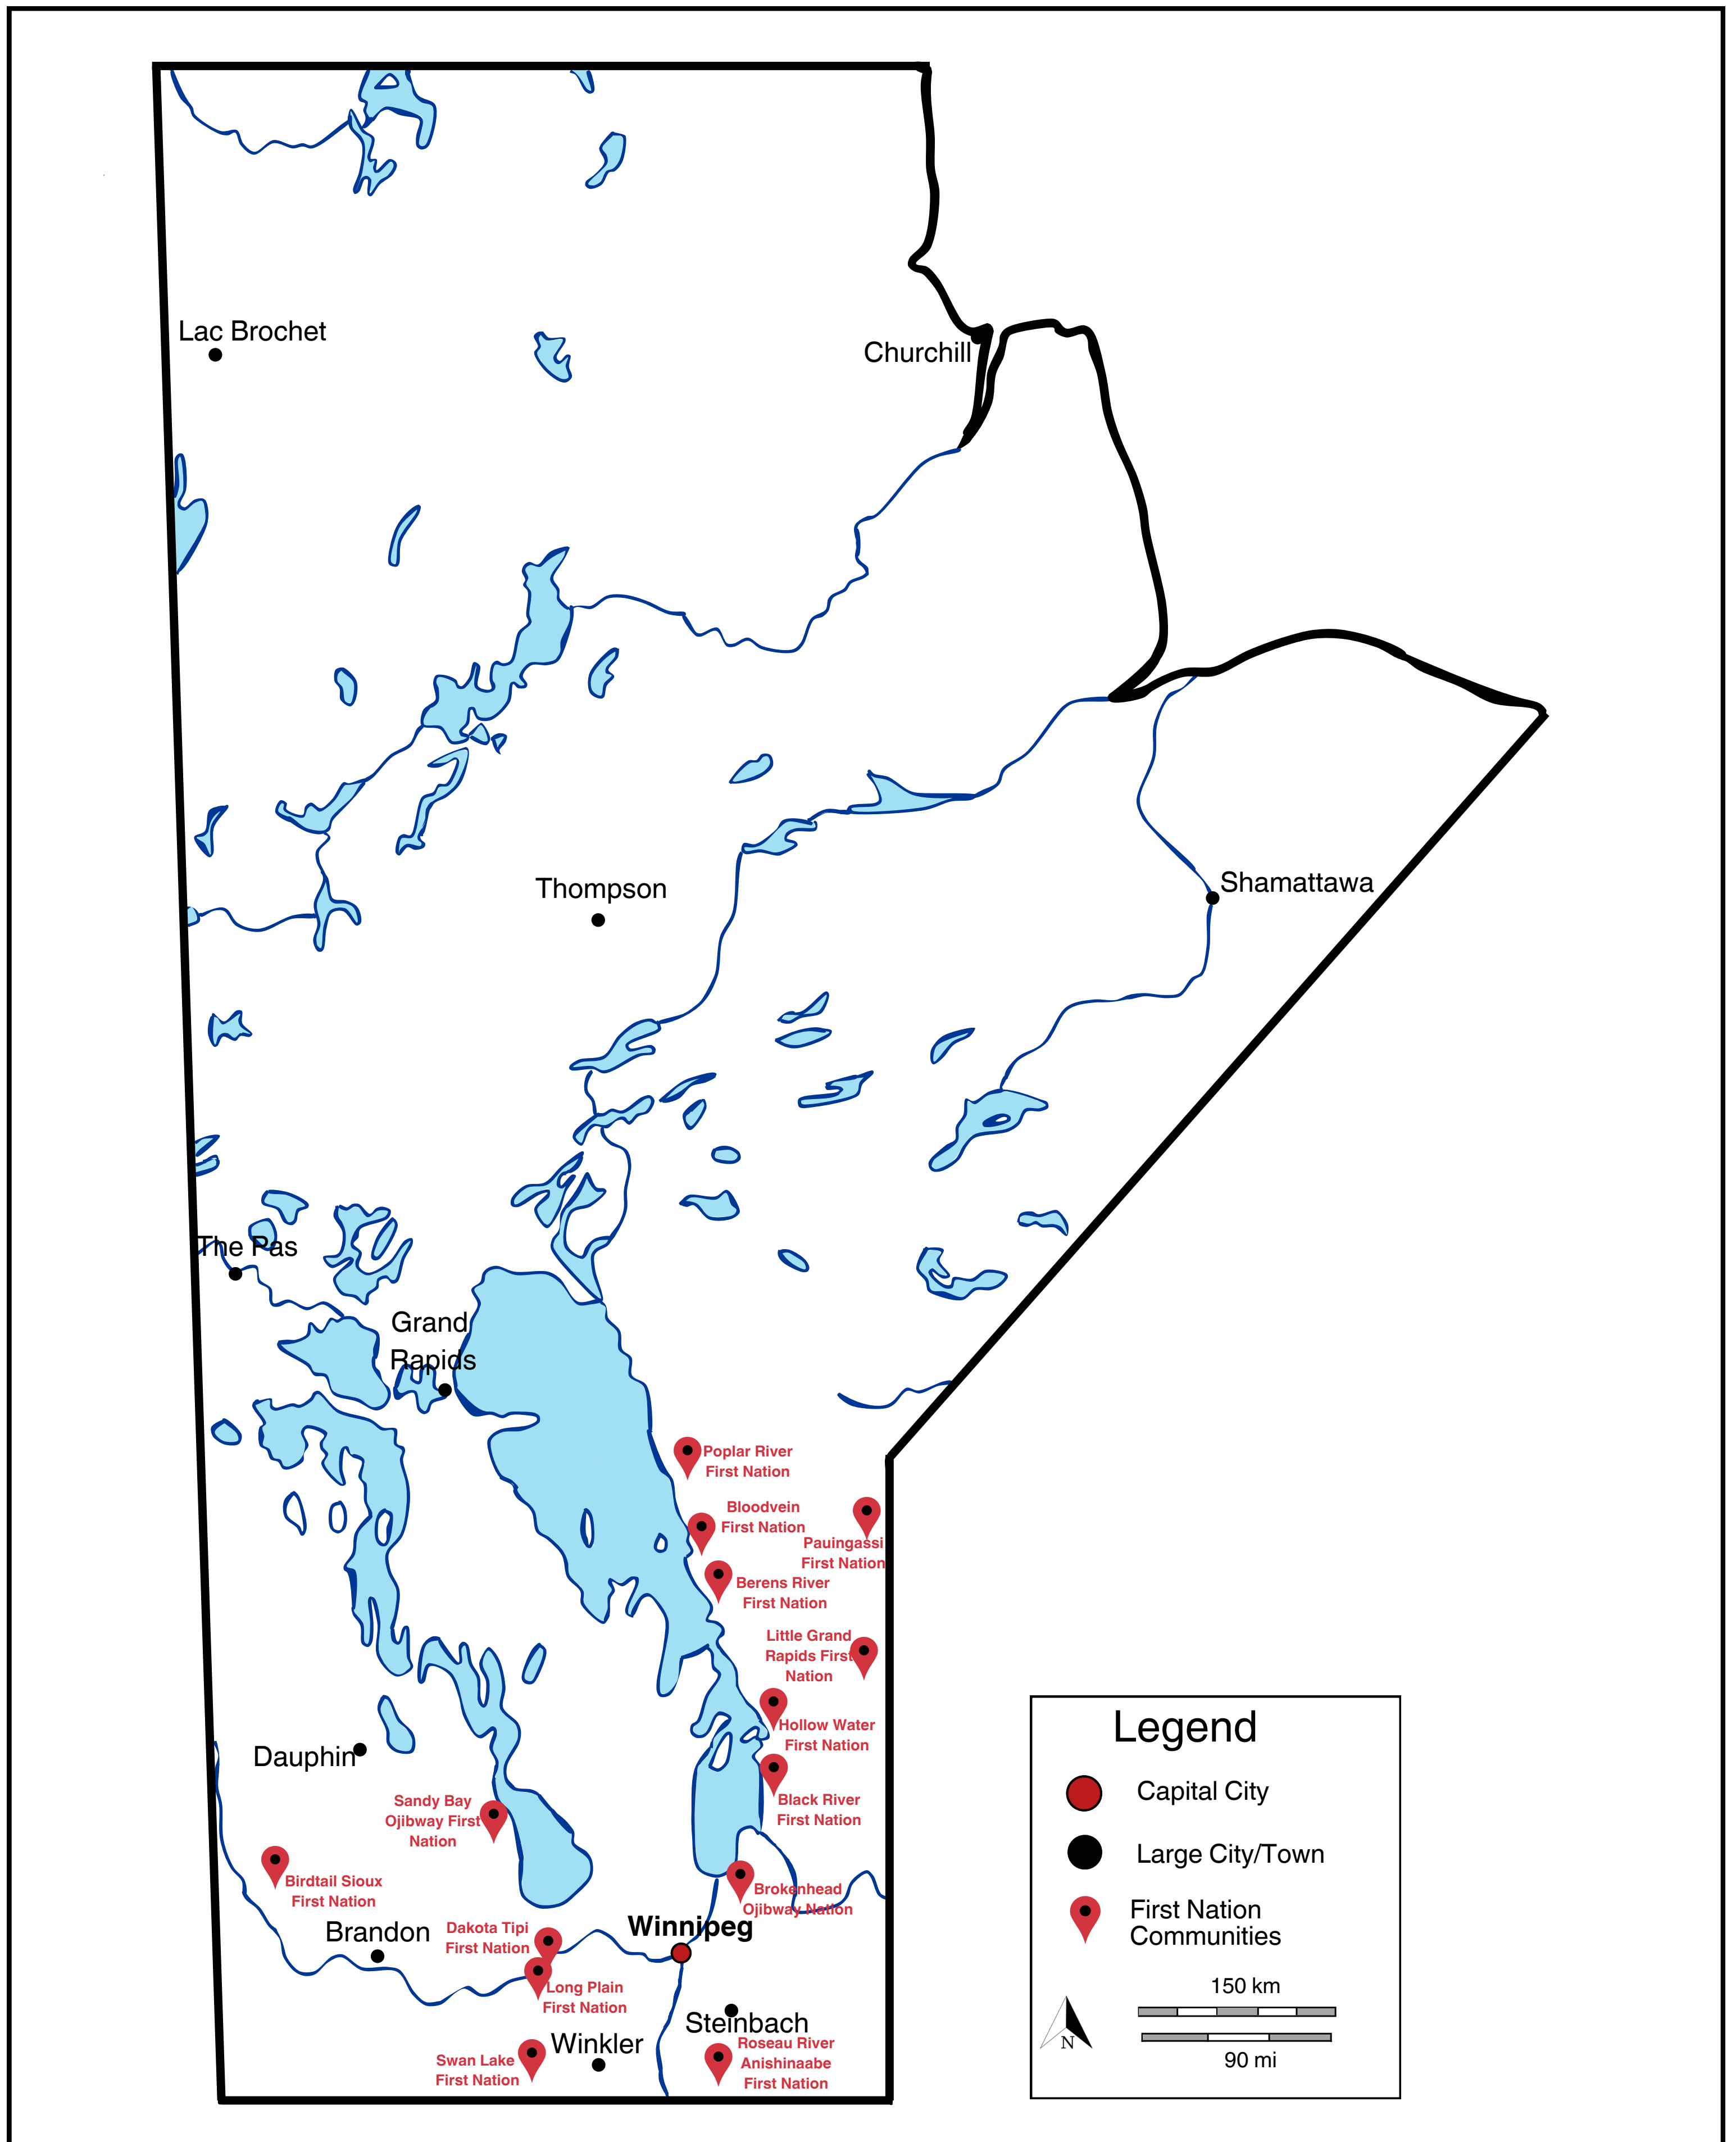 Lac Brochet
Churchill
Thompson
Shamattawa
The Pas
Grand
Rapids
Poplar River
First Nation
Bloodvein
First Nation
Pauingassi
First Nation
Berens River
First Nation
Little Grand
Rapids First
Nation
Hollow Water
First Nation
Dauphin
Black River
First Nation
Sandy Bay
Ojibway First
Nation
Birdtail Sioux
First Nation
Brokenhead
Ojibway Nation
Brandon
Dakota Tipi
First Nation
Winnipeg
Long Plain
First Nation
Steinbach
Winkler
Swan Lake
First Nation
Roseau River
Anishinaabe
First Nation
Legend
Capital City
Large City/Town
First Nation
Communities
150 km
N
90 mi